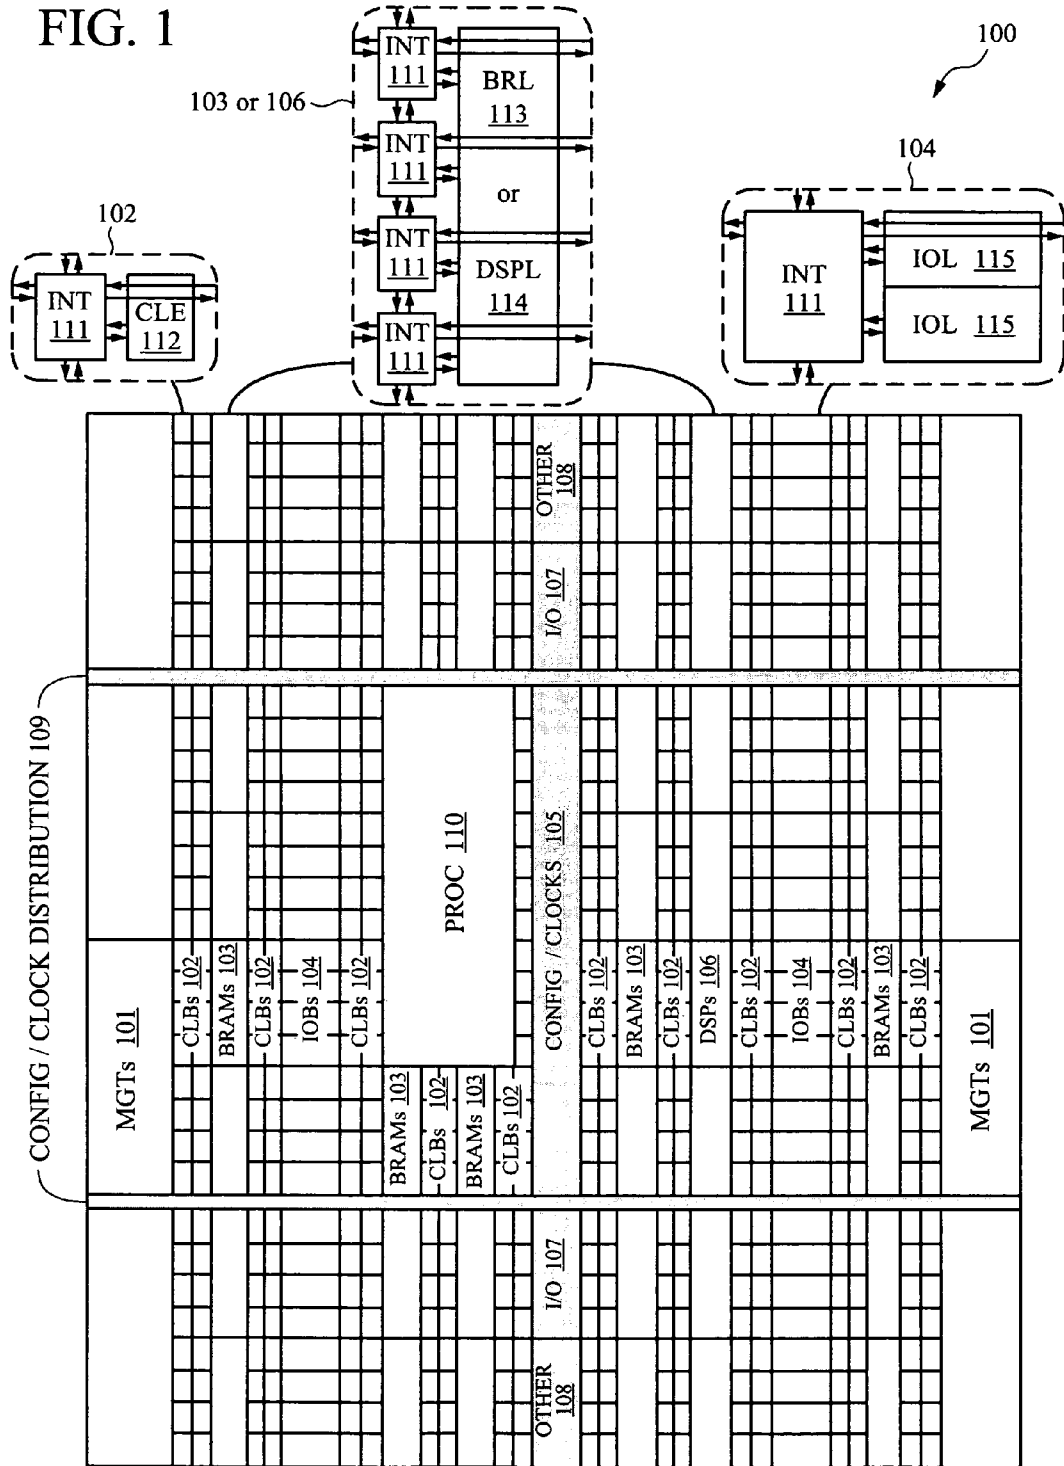 FIG. 1
100
103 or 106
INT
111
INT
111
INT
111
INT
111
BRL
113
or
DSPL
114
104
INT
111
IOL 115
IOL 115
102
INT
111
CLE
112
CONFIG / CLOCK DISTRIBUTION 109
OTHER
108
I/O 107
PROC 110
CONFIG / CLOCKS 105
MGTs 101
CLBs 102
BRAMs 103
CLBs 102
IOBs 104
CLBs 102
BRAMs 103
CLBs 102
BRAMs 103
CLBs 102
CLBs 102
BRAMs 103
CLBs 102
DSPs 106
CLBs 102
IOBs 104
CLBs 102
BRAMs 103
CLBs 102
MGTs 101
I/O 107
OTHER
108